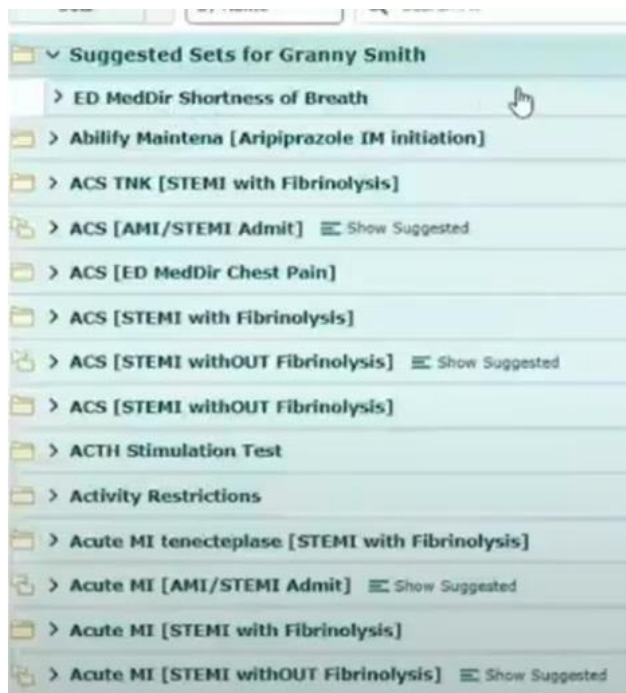 Suggested Sets for Granny Smith
ED MedDir Shortness of Breath
Abilify Maintena [Aripiprazole IM initiation]
ACS TNK [STEMI with Fibrinolysis]
ACS [AMI/STEMI Admit] Show Suggested
ACS [ED MedDir Chest Pain]
ACS [STEMI with Fibrinolysis]
ACS [STEMI withOUT Fibrinolysis] Show Suggested
ACS [STEMI withOUT Fibrinolysis]
ACTH Stimulation Test
Activity Restrictions
Acute MI tenecteplase [STEMI with Fibrinolysis]
Acute MI [AMI/STEMI Admit] Show Suggested
Acute MI [STEMI with Fibrinolysis]
Acute MI [STEMI withOUT Fibrinolysis] Show Suggested